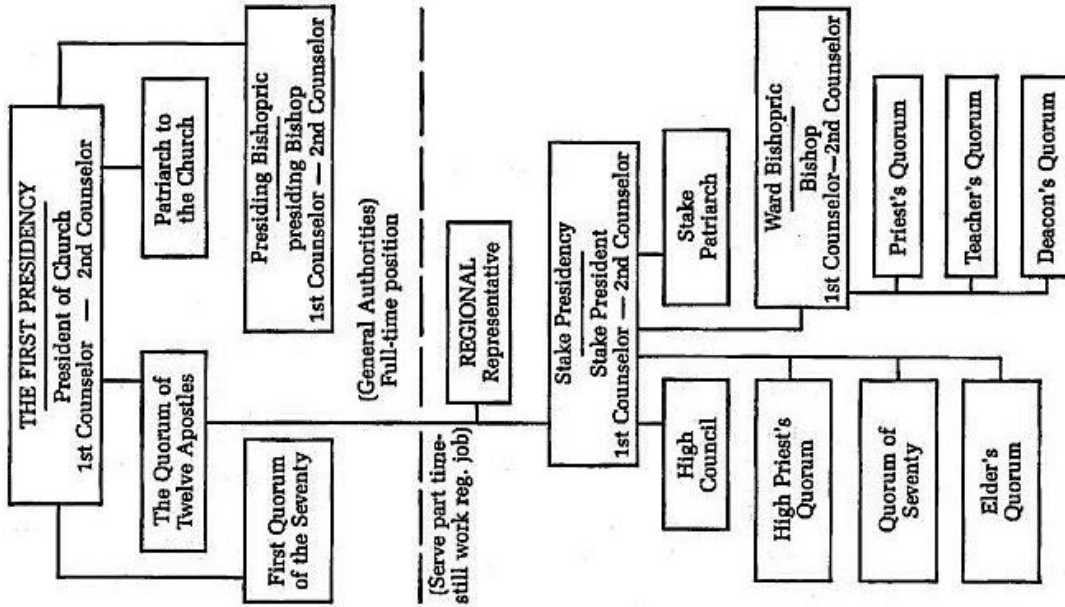 THE FIRST PRESIDENCY
President of Church
1st Counselor — 2nd Counselor
The Quorum of
Twelve Apostles
Patriarch to
the Church
First Quorum
of the Seventy
Presiding Bishopric
presiding Bishop
1st Counselor — 2nd Counselor
(General Authorities)
Full-time position
(Serve part time-
still work reg. job)
REGIONAL
Representative
Stake Presidency
Stake President
1st Counselor — 2nd Counselor
High
Council
Stake
Patriarch
High Priest's
Quorum
Quorum of
Seventy
Elder's
Quorum
Ward Bishopric
Bishop
1st Counselor—2nd Counselor
Priest's Quorum
Teacher's Quorum
Deacon's Quorum